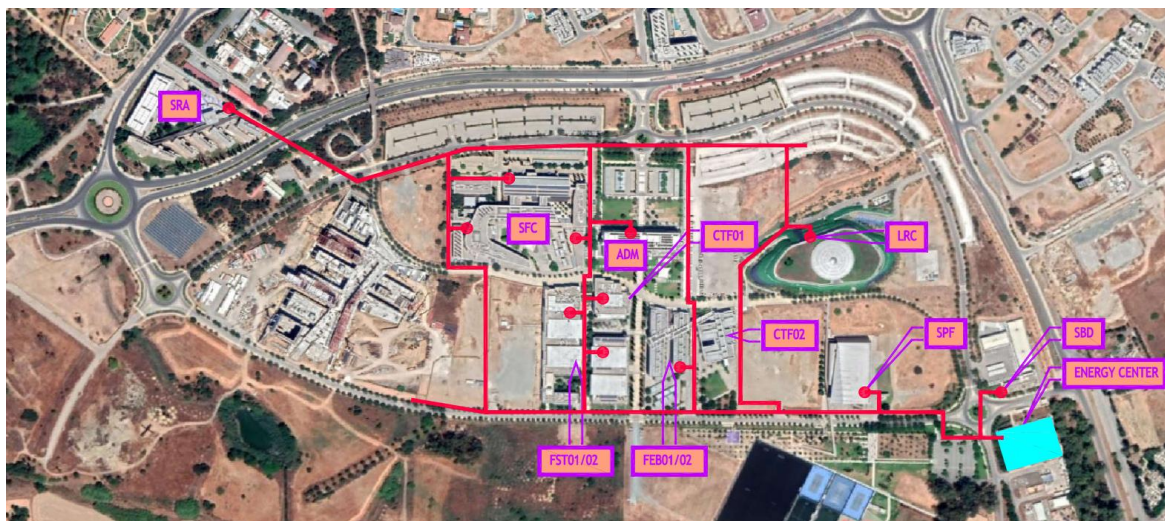 SRA
SFC
ADM
CTF01
LRC
CTF02
SPF
SBD
ENERGY CENTER
FST01/02
FEB01/02